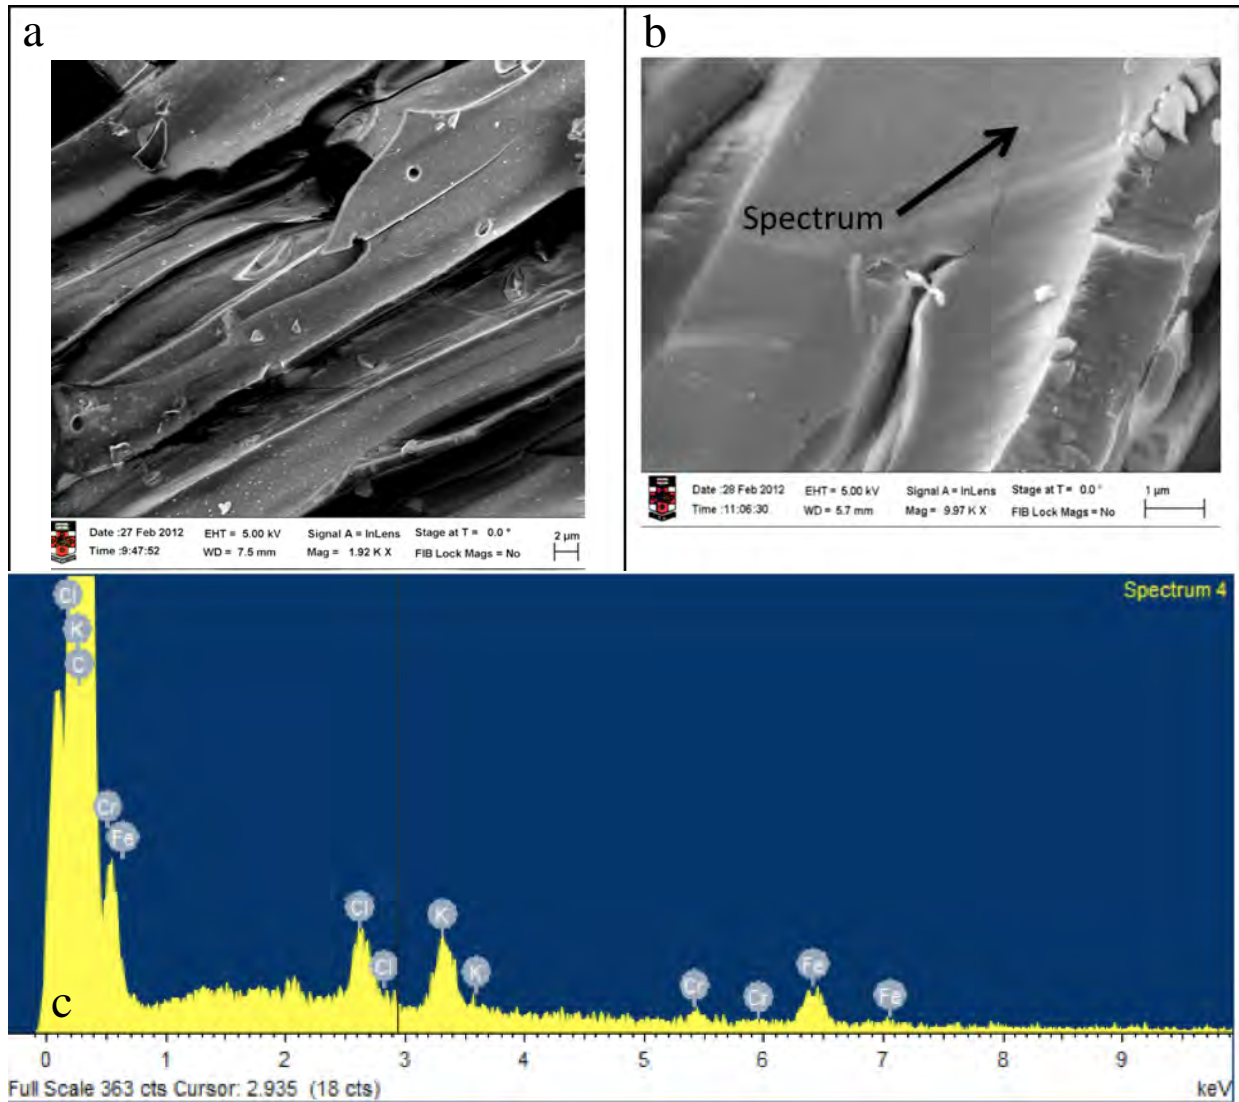 a
Date :27 Feb 2012 EHT = 5.00 kV Signal A = InLens Stage at T = 0.0 ° 2 µm
Time :9:47:52 WD = 7.5 mm Mag = 1.92 K X FIB Lock Mags = No
b
Spectrum
Date :28 Feb 2012 EHT = 5.00 kV Signal A = InLens Stage at T = 0.0 ° 1 µm
Time :11:06:30 WD = 5.7 mm Mag = 9.97 K X FIB Lock Mags = No
Spectrum 4
Cl
K
C
Cr
Fe
Cl
Cl
K
K
Cr
Cr
Fe
Fe
c
0 1 2 3 4 5 6 7 8 9
Full Scale 363 cts Cursor: 2.935 (18 cts) keV